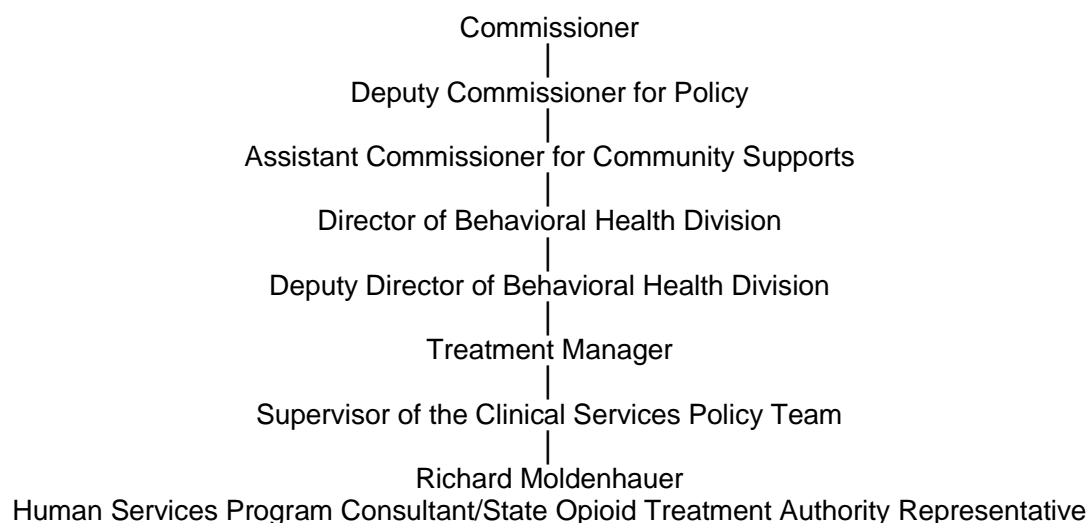 Commissioner
Deputy Commissioner for Policy
Assistant Commissioner for Community Supports
Director of Behavioral Health Division
Deputy Director of Behavioral Health Division
Treatment Manager
Supervisor of the Clinical Services Policy Team
Richard Moldenhauer
Human Services Program Consultant/State Opioid Treatment Authority Representative